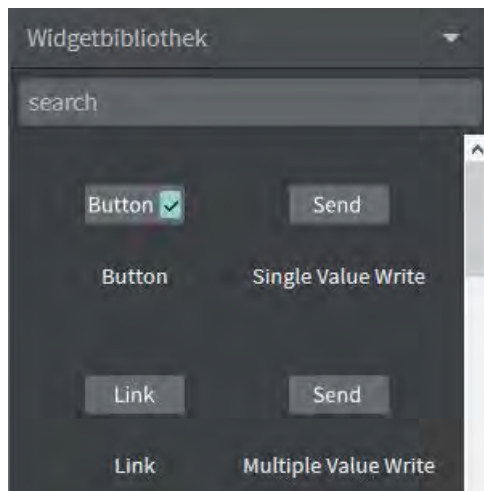 Widgetbibliothek
search
Button Send
Button Single Value Write
Link Send
Link Multiple Value Write